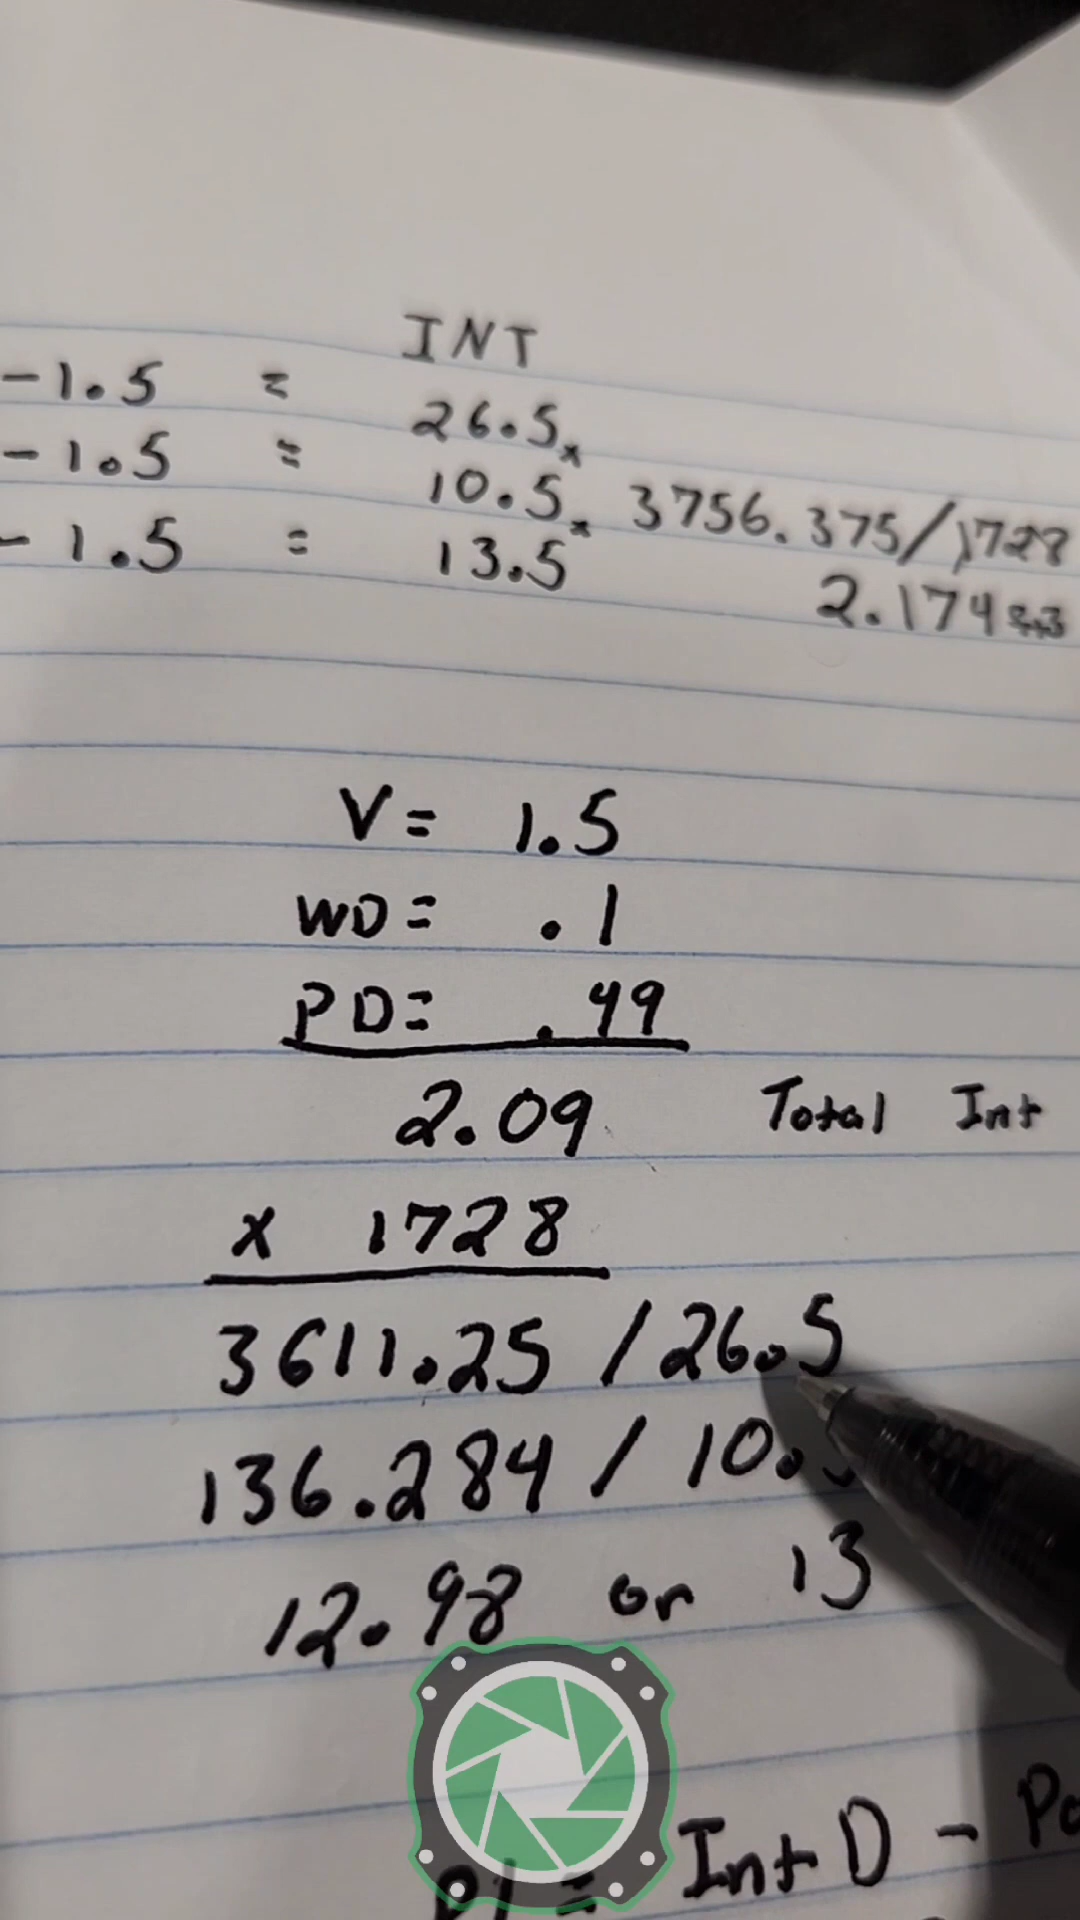 INT
-1.5 = 26.5 x
-1.5 = 10.5 x 3756.375/1728
-1.5 = 13.5 2.174
V= 1.5
WD= .1
PD= .49
2.09 Total Int
x 1728
3611.25 / 26.5
136.284 / 10.
12.98 or 13
= Int D -